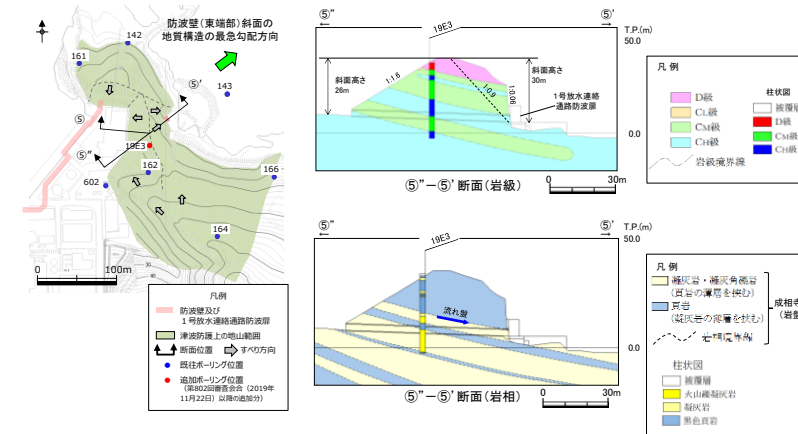 防波壁(東端部)斜面の
地質構造の最急勾配方向
142
161
143
⑤'
⑤
⑤"
19E3
162
602
166
164
0 100m
凡例
防波壁及び
1号放水連絡通路防波扉
津波防護上の地山範囲
断面位置 すべり方向
既往ボーリング位置
追加ボーリング位置
(第802回審査会合(2019年
11月22日)以降の追加分)
⑤" 19E3 ⑤' T.P.(m)
50.0
斜面高さ
26m
1:1.6
1:0.9
1:0.06
斜面高さ
30m
1号放水連絡
通路防波扉
0.0
0 30m
⑤"-⑤'断面(岩級)
凡 例
D級
CL級
CM級
CH級
岩級境界線
柱状図
被覆層
D級
CM級
CH級
⑤" 19E3 ⑤' T.P.(m)
50.0
流れ盤
0.0
0 30m
⑤"-⑤'断面(岩相)
凡 例
凝灰岩・凝灰角礫岩
(頁岩の薄層を挟む)
頁岩
(凝灰岩の薄層を挟む)
岩相境界線
成相寺
(岩盤
柱状図
被覆層
火山礫凝灰岩
凝灰岩
黒色頁岩